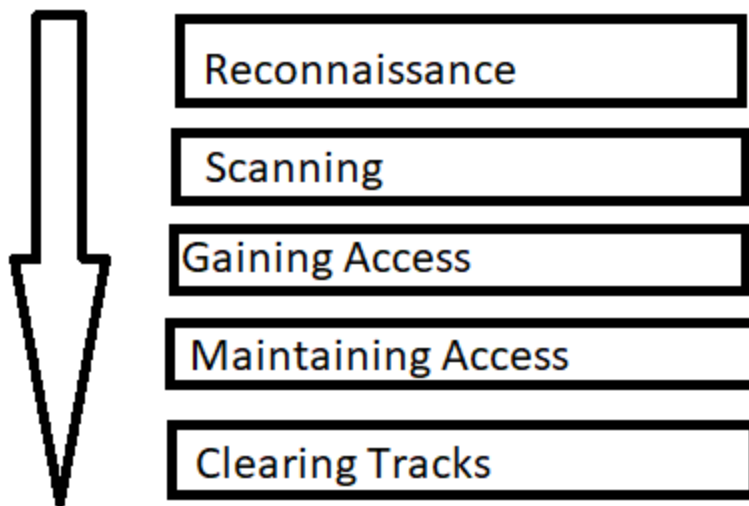 Reconnaissance
Scanning
Gaining Access
Maintaining Access
Clearing Tracks